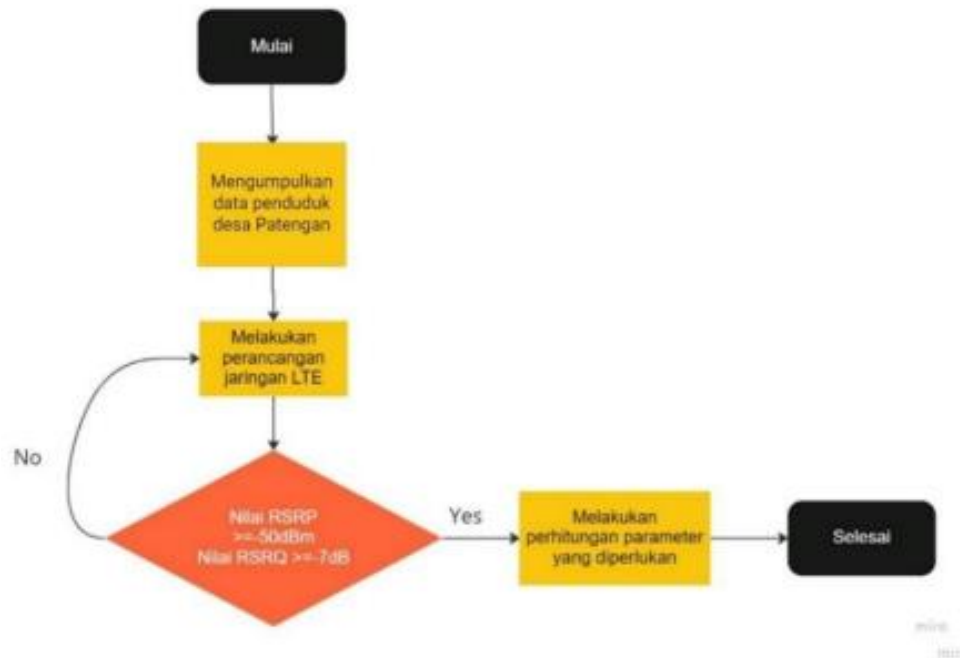 Mulai
Mengumpulkan
data penduduk
desa Patengan
Melakukan
perancangan
jaringan LTE
No
Nilai RSRP
>=-50dBm
Nilai RSRQ >=-7dB
Yes
Melakukan
perhitungan parameter
yang diperlukan
Selesai
miro